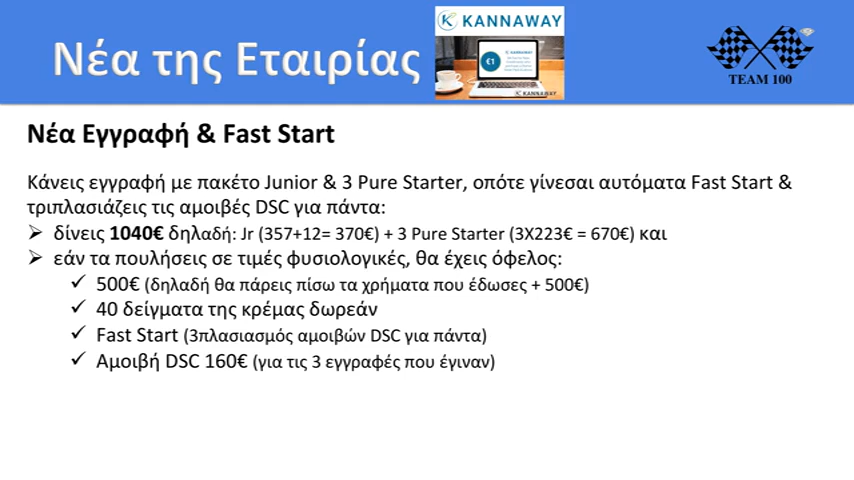 Νέα της Εταιρίας
KANNAWAY
KANNAWAY
€1
KANNAWAY
TEAM 100
Νέα Εγγραφή & Fast Start
Κάνεις εγγραφή με πακέτο Junior & 3 Pure Starter, οπότε γίνεσαι αυτόματα Fast Start &
τριπλασιάζεις τις αμοιβές DSC για πάντα:
➢ δίνεις 1040€ δηλαδή: Jr (357+12= 370€) + 3 Pure Starter (3X223€ = 670€) και
➢ εάν τα πουλήσεις σε τιμές φυσιολογικές, θα έχεις όφελος:
✓ 500€ (δηλαδή θα πάρεις πίσω τα χρήματα που έδωσες + 500€)
✓ 40 δείγματα της κρέμας δωρεάν
✓ Fast Start (3πλασιασμός αμοιβών DSC για πάντα)
✓ Αμοιβή DSC 160€ (για τις 3 εγγραφές που έγιναν)